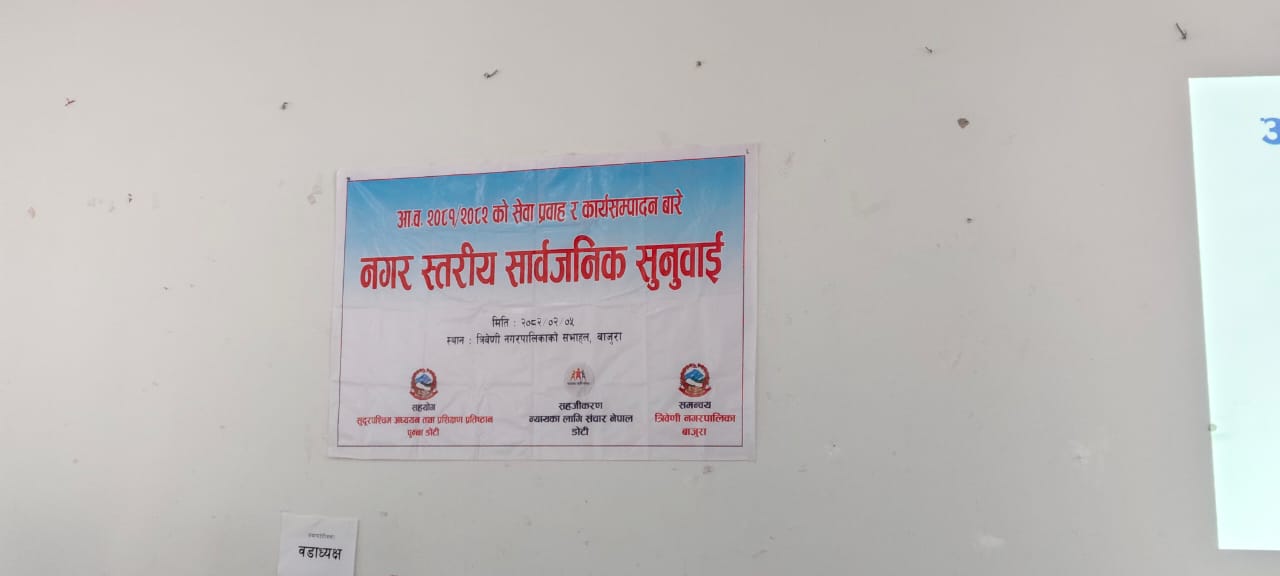 आ.व. २०८१/२०८२ को सेवा प्रवाह र कार्यसम्पादन बारे
नगर स्तरीय सार्वजनिक सुनुवाई
मिति : २०८२/०२/०५
स्थान : त्रिवेणी नगरपालिकाको सभाहल, बाजुरा
सहयोग
सुदूरपश्चिम अध्ययन तथा प्रशिक्षण प्रतिष्ठान
डोटी
सहजीकरण
न्यायका लागि संचार नेपाल
डोटी
समन्वय
त्रिवेणी नगरपालिका
बाजुरा
वडाध्यक्ष